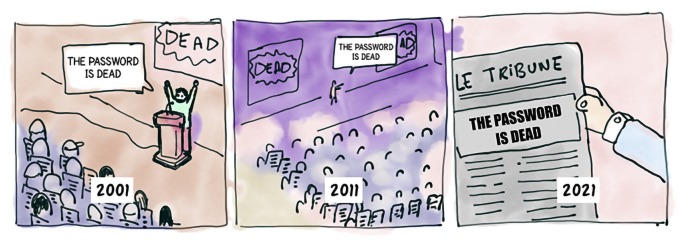 DEAD
THE PASSWORD
IS DEAD
2001
DEAD
THE PASSWORD
IS DEAD
AD
2011
LE TRIBUNE
THE PASSWORD
IS DEAD
2021